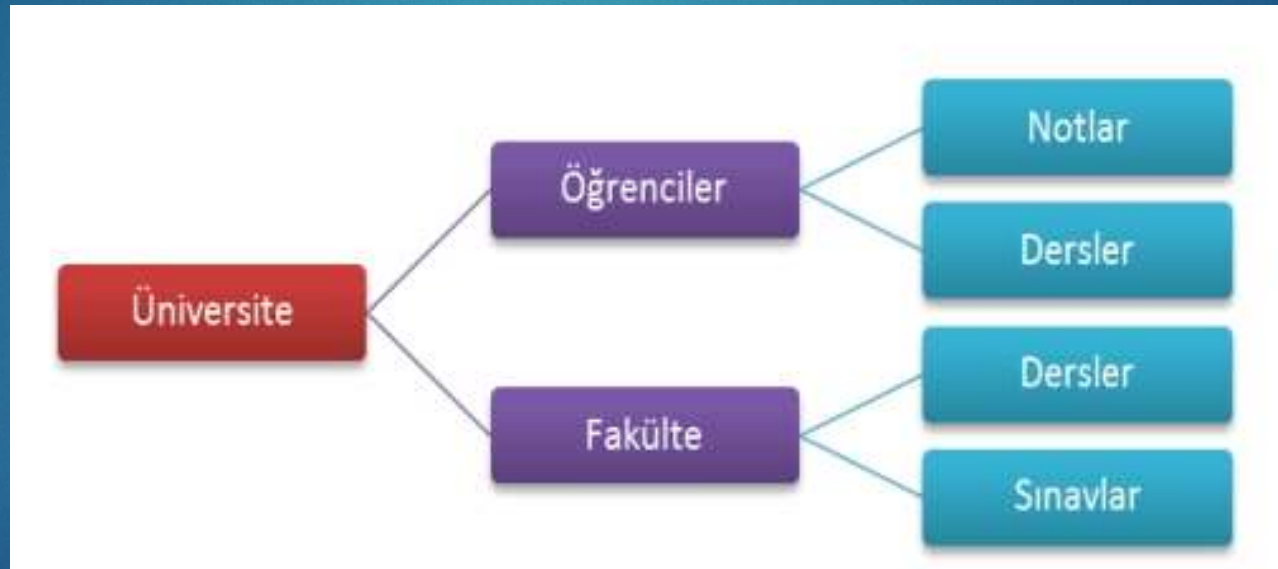 Üniversite
Öğrenciler
Notlar
Dersler
Fakülte
Dersler
Sınavlar